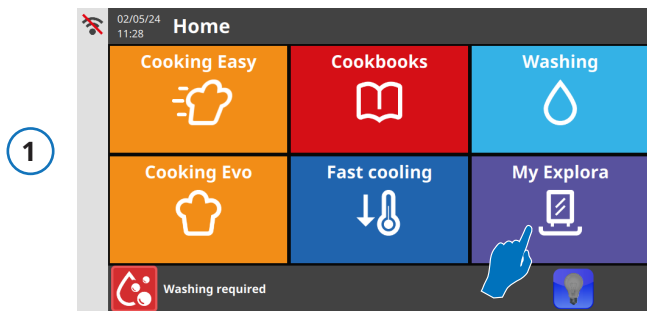 1
02/05/24
11:28
Home
Cooking Easy
Cookbooks
Washing
Cooking Evo
Fast cooling
My Explora
Washing required